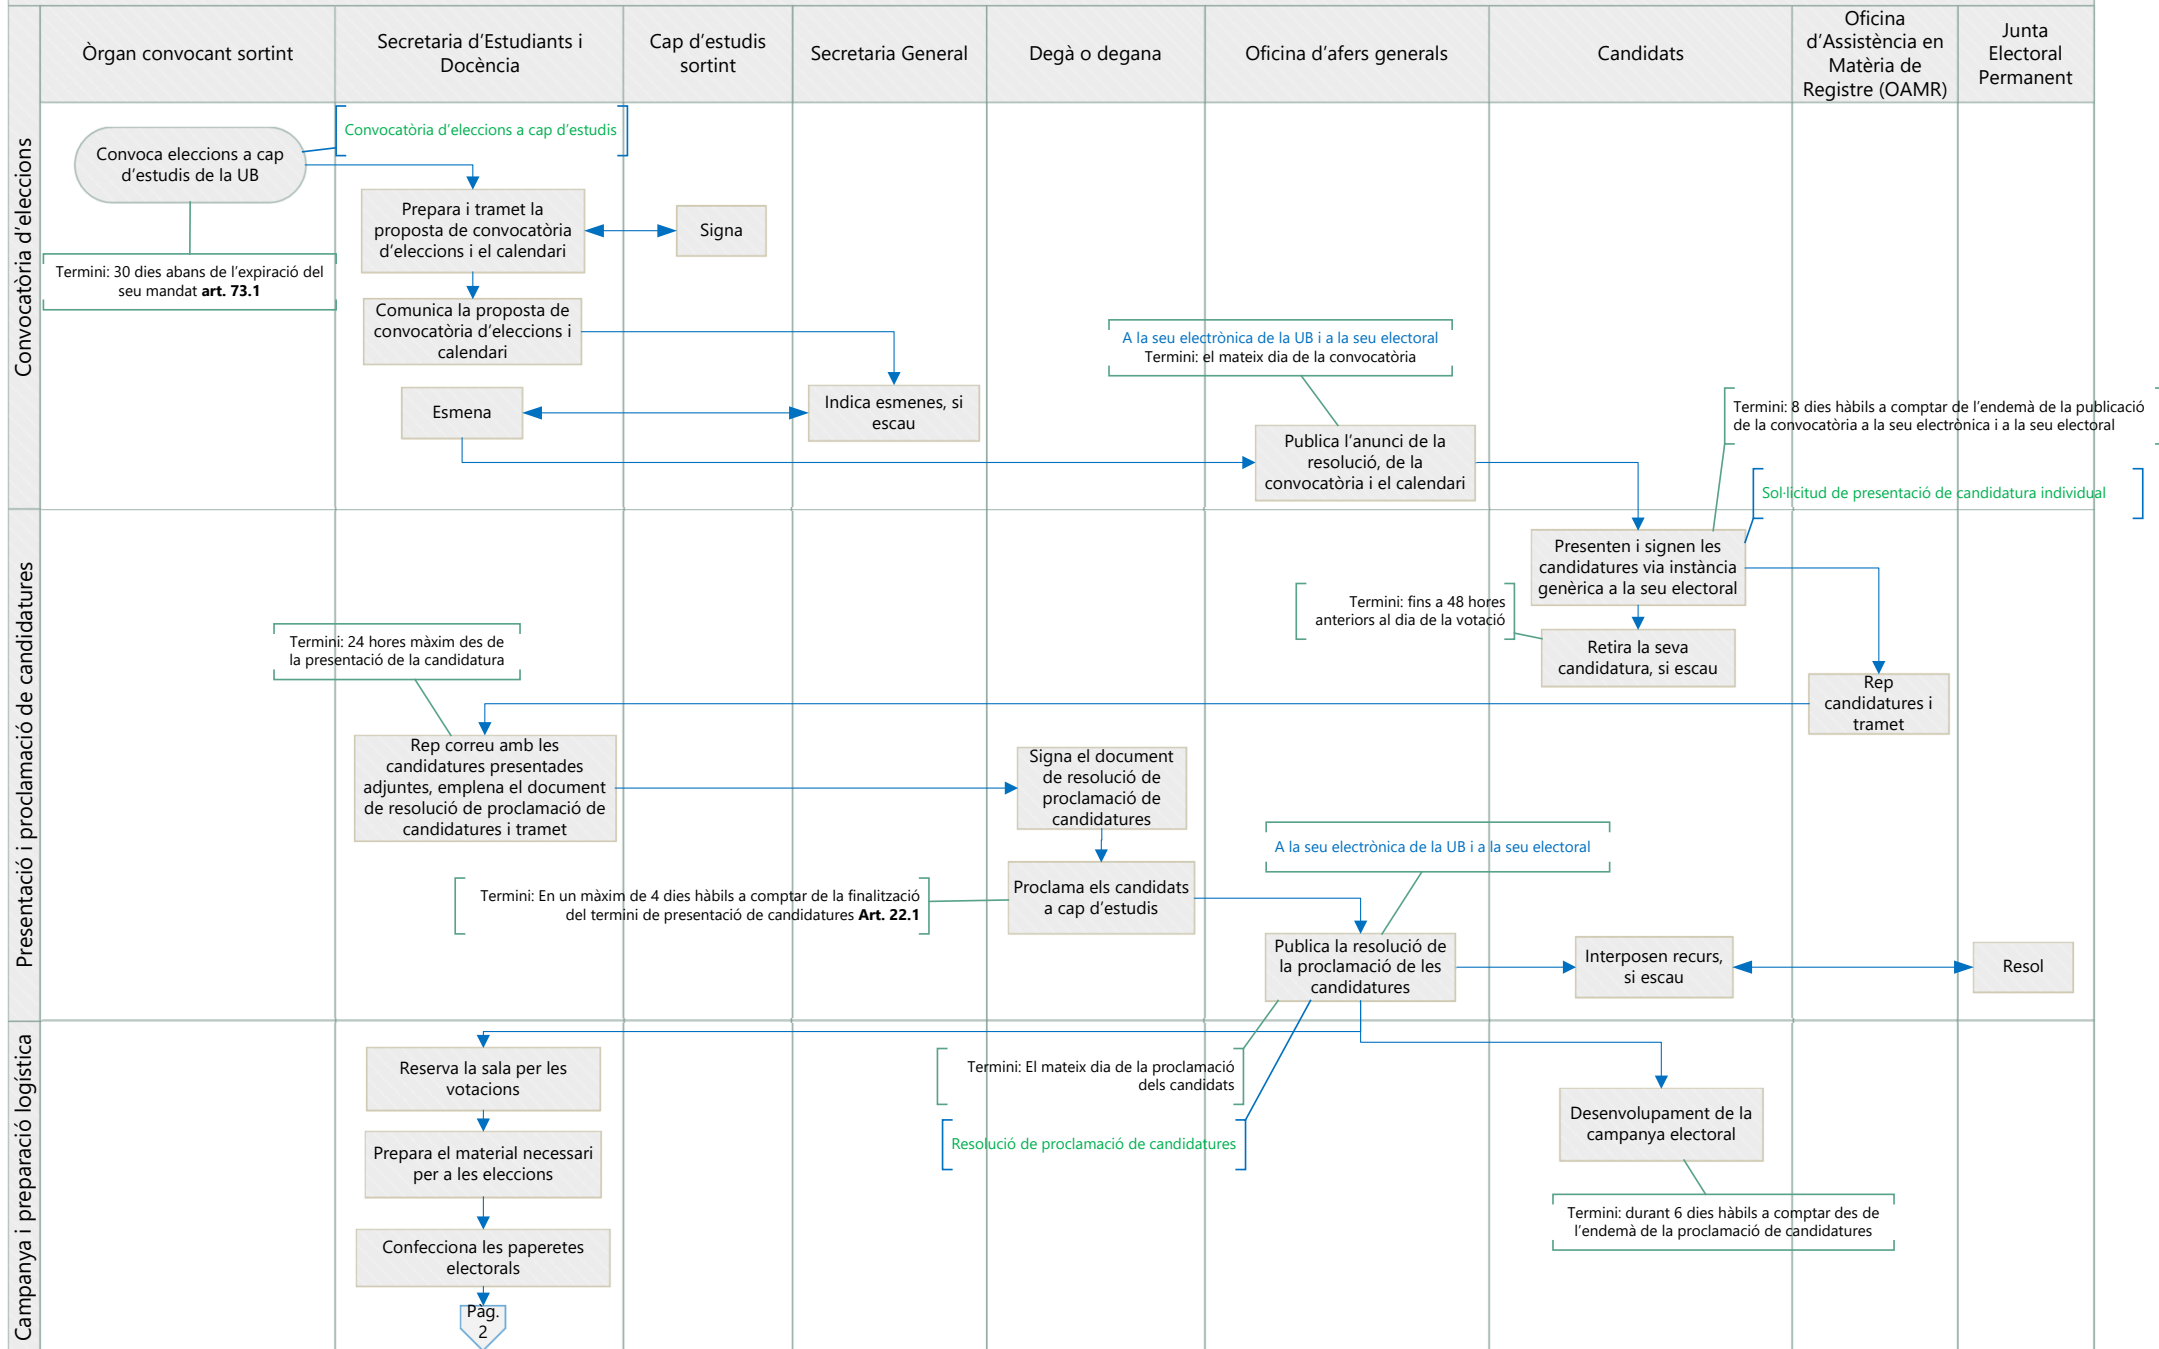 Òrgan convocant sortint
Secretaria d'Estudiants i
Docència
Cap d'estudis
sortint
Secretaria General
Degà o degana
Oficina d'afers generals
Candidats
Oficina
d'Assistència en
Matèria de
Registre (OAMR)
Junta
Electoral
Permanent
Convocatòria d'eleccions
Convocatòria d'eleccions a cap d'estudis
Convoca eleccions a cap
d'estudis de la UB
Termini: 30 dies abans de l'expiració del
seu mandat art. 73.1
Prepara i tramet la
proposta de convocatòria
d'eleccions i el calendari
Signa
Comunica la proposta de
convocatòria d'eleccions i
calendari
Esmena
Indica esmenes, si
escau
A la seu electrònica de la UB i a la seu electoral
Termini: el mateix dia de la convocatòria
Publica l'anunci de la
resolució, de la
convocatòria i el calendari
Termini: 8 dies hàbils a comptar de l'endemà de la publicació
de la convocatòria a la seu electrònica i a la seu electoral
Sol·licitud de presentació de candidatura individual
Presentació i proclamació de candidatures
Presenten i signen les
candidatures via instància
genèrica a la seu electoral
Termini: fins a 48 hores
anteriors al dia de la votació
Retira la seva
candidatura, si escau
Rep
candidatures i
tramet
Termini: 24 hores màxim des de
la presentació de la candidatura
Rep correu amb les
candidatures presentades
adjuntes, emplena el document
de resolució de proclamació de
candidatures i tramet
Signa el document
de resolució de
proclamació de
candidatures
Termini: En un màxim de 4 dies hàbils a comptar de la finalització
del termini de presentació de candidatures Art. 22.1
Proclama els candidats
a cap d'estudis
A la seu electrònica de la UB i a la seu electoral
Publica la resolució de
la proclamació de les
candidatures
Interposen recurs,
si escau
Resol
Campanya i preparació logística
Reserva la sala per les
votacions
Termini: El mateix dia de la proclamació
dels candidats
Resolució de proclamació de candidatures
Desenvolupament de la
campanya electoral
Termini: durant 6 dies hàbils a comptar des de
l'endemà de la proclamació de candidatures
Prepara el material necessari
per a les eleccions
Confecciona les paperetes
electorals
Pàg.
2